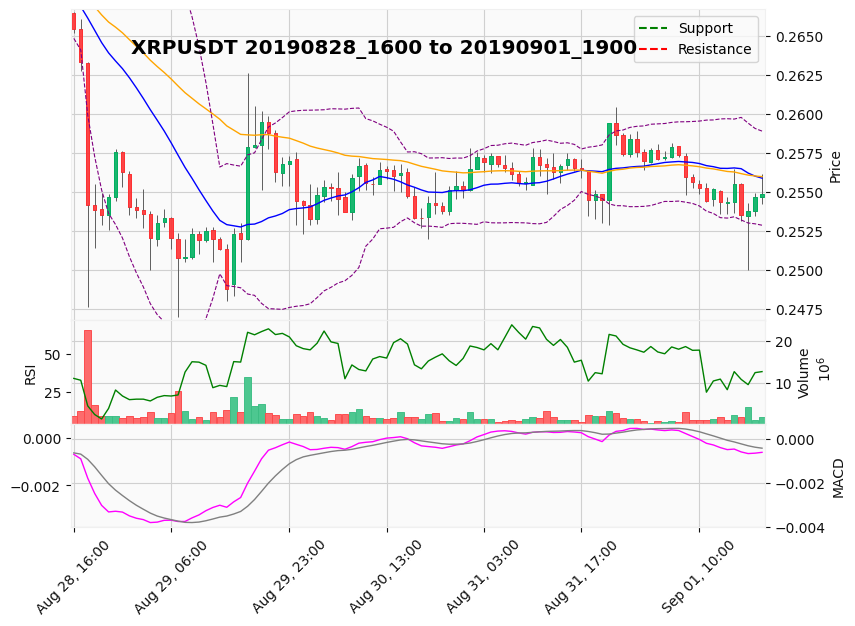 XRPUSDT 20190828_1600 to 20190901_1900
Support
Resistance
0.2650
0.2625
0.2600
0.2575
0.2550
0.2525
0.2500
0.2475
Price
50
25
RSI
20
10
Volume
10^6
0.000
−0.002
0.000
−0.002
−0.004
MACD
Aug 28, 16:00
Aug 29, 06:00
Aug 29, 23:00
Aug 30, 13:00
Aug 31, 03:00
Aug 31, 17:00
Sep 01, 10:00